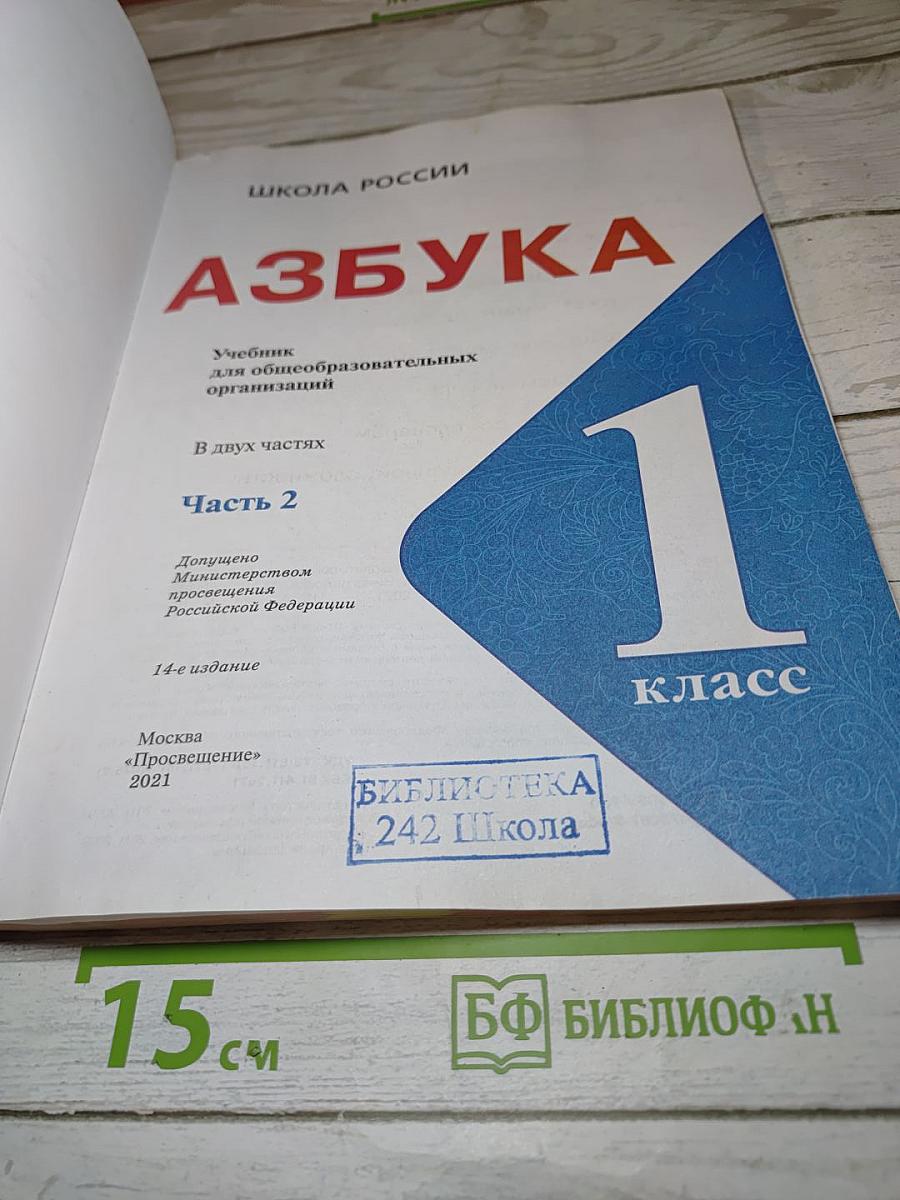 ШКОЛА РОССИИ
АЗБУКА
Учебник
для общеобразовательных
организаций
В двух частях
Часть 2
Допущено
Министерством
просвещения
Российской Федерации
14-е издание
Москва
«Просвещение»
2021
1
класс
БИБЛИОТЕКА
242 Школа
15 см
БФ БИБЛИОФ